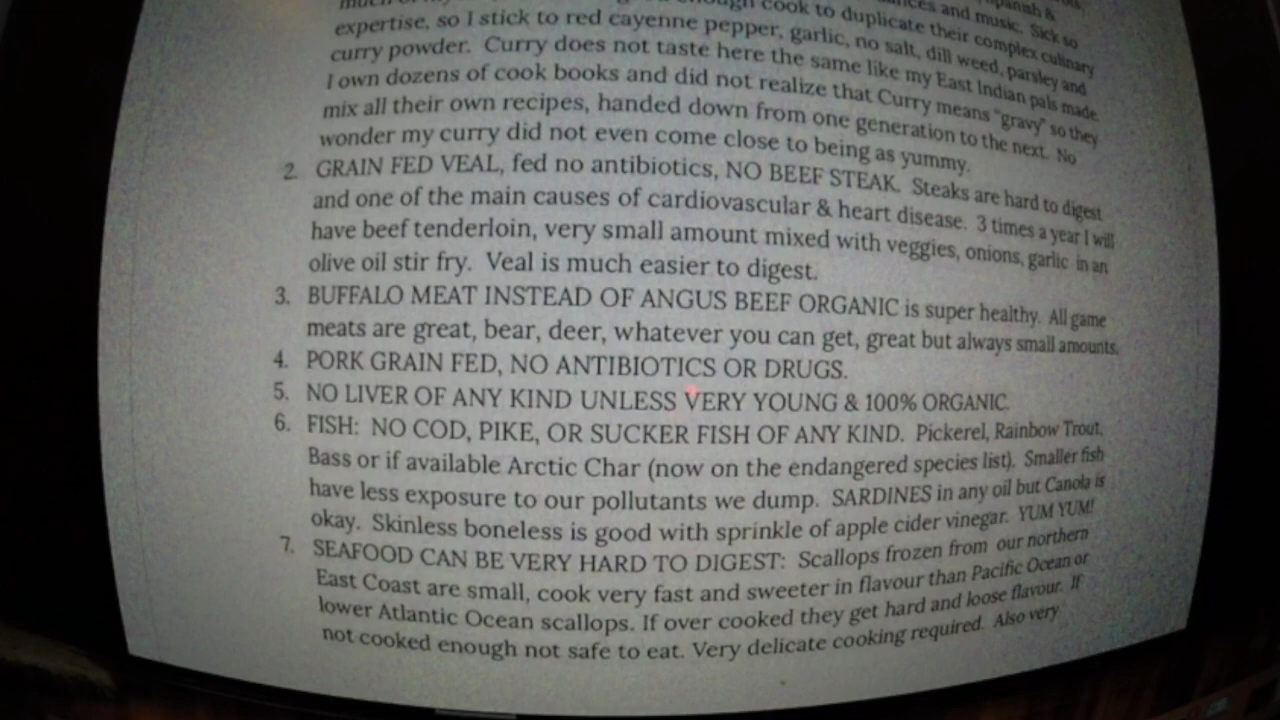 ances and music. Sick so
ough cook to duplicate their complex culinary
expertise, so I stick to red cayenne pepper, garlic, no salt, dill weed, parsley and
curry powder. Curry does not taste here the same like my East Indian pals made.
I own dozens of cook books and did not realize that Curry means "gravy" so they
mix all their own recipes, handed down from one generation to the next. No
wonder my curry did not even come close to being as yummy.
2. GRAIN FED VEAL, fed no antibiotics, NO BEEF STEAK. Steaks are hard to digest
and one of the main causes of cardiovascular & heart disease. 3 times a year I will
have beef tenderloin, very small amount mixed with veggies, onions, garlic in an
olive oil stir fry. Veal is much easier to digest.
3. BUFFALO MEAT INSTEAD OF ANGUS BEEF ORGANIC is super healthy. All game
meats are great, bear, deer, whatever you can get, great but always small amounts.
4. PORK GRAIN FED, NO ANTIBIOTICS OR DRUGS.
5. NO LIVER OF ANY KIND UNLESS VERY YOUNG & 100% ORGANIC.
6. FISH: NO COD, PIKE, OR SUCKER FISH OF ANY KIND. Pickerel, Rainbow Trout,
Bass or if available Arctic Char (now on the endangered species list). Smaller fish
have less exposure to our pollutants we dump. SARDINES in any oil but Canola is
okay. Skinless boneless is good with sprinkle of apple cider vinegar. YUM YUM!
7. SEAFOOD CAN BE VERY HARD TO DIGEST: Scallops frozen from our northern
East Coast are small, cook very fast and sweeter in flavour than Pacific Ocean or
lower Atlantic Ocean scallops. If over cooked they get hard and loose flavour. If
not cooked enough not safe to eat. Very delicate cooking required. Also very